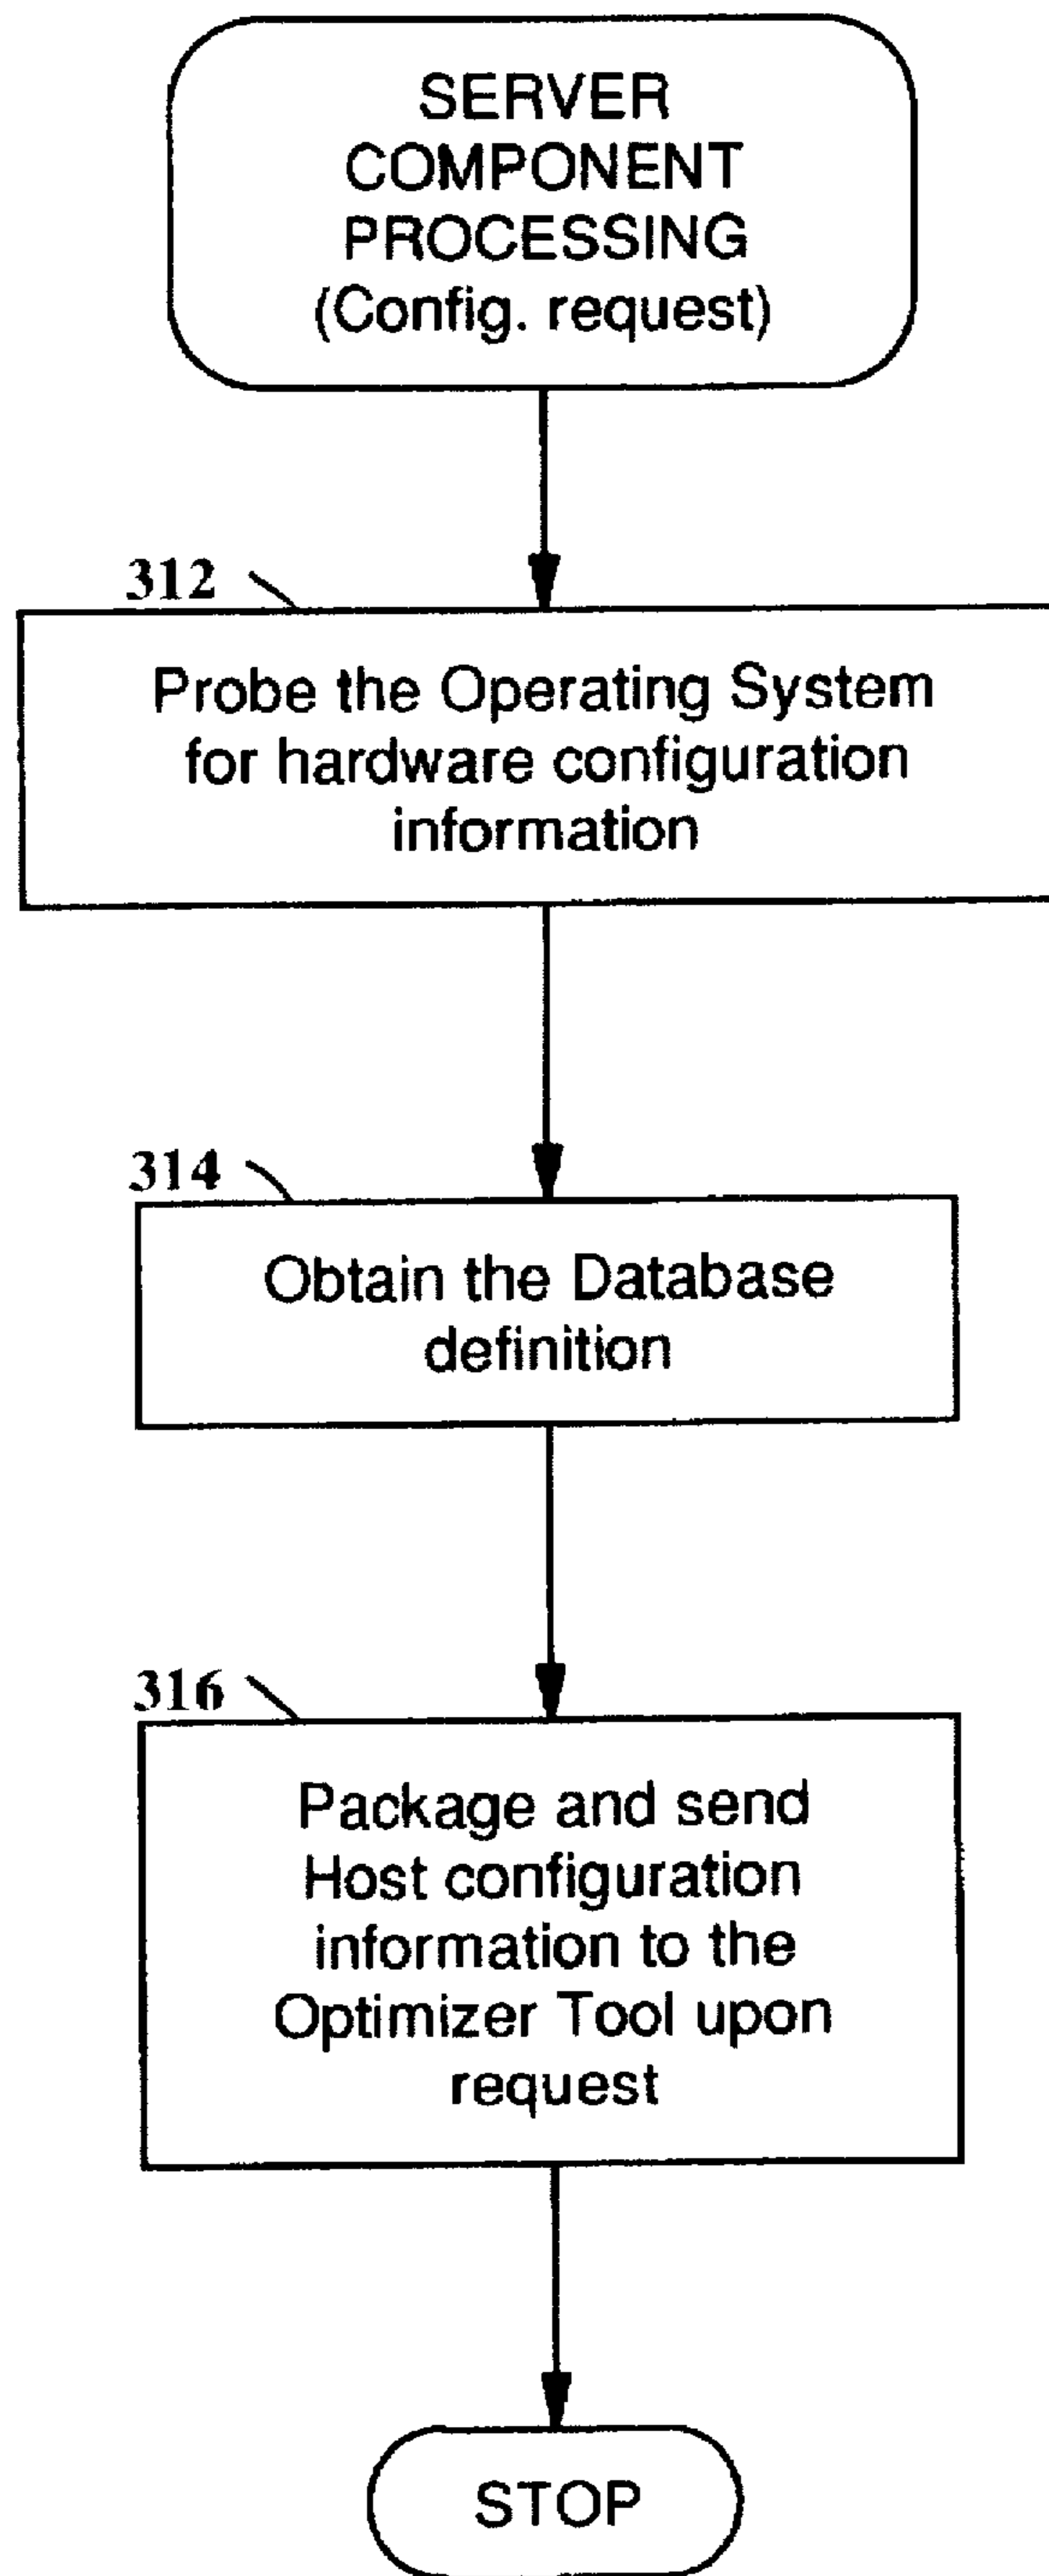 SERVER
COMPONENT
PROCESSING
(Config. request)
312
Probe the Operating System
for hardware configuration
information
314
Obtain the Database
definition
316
Package and send
Host configuration
information to the
Optimizer Tool upon
request
STOP